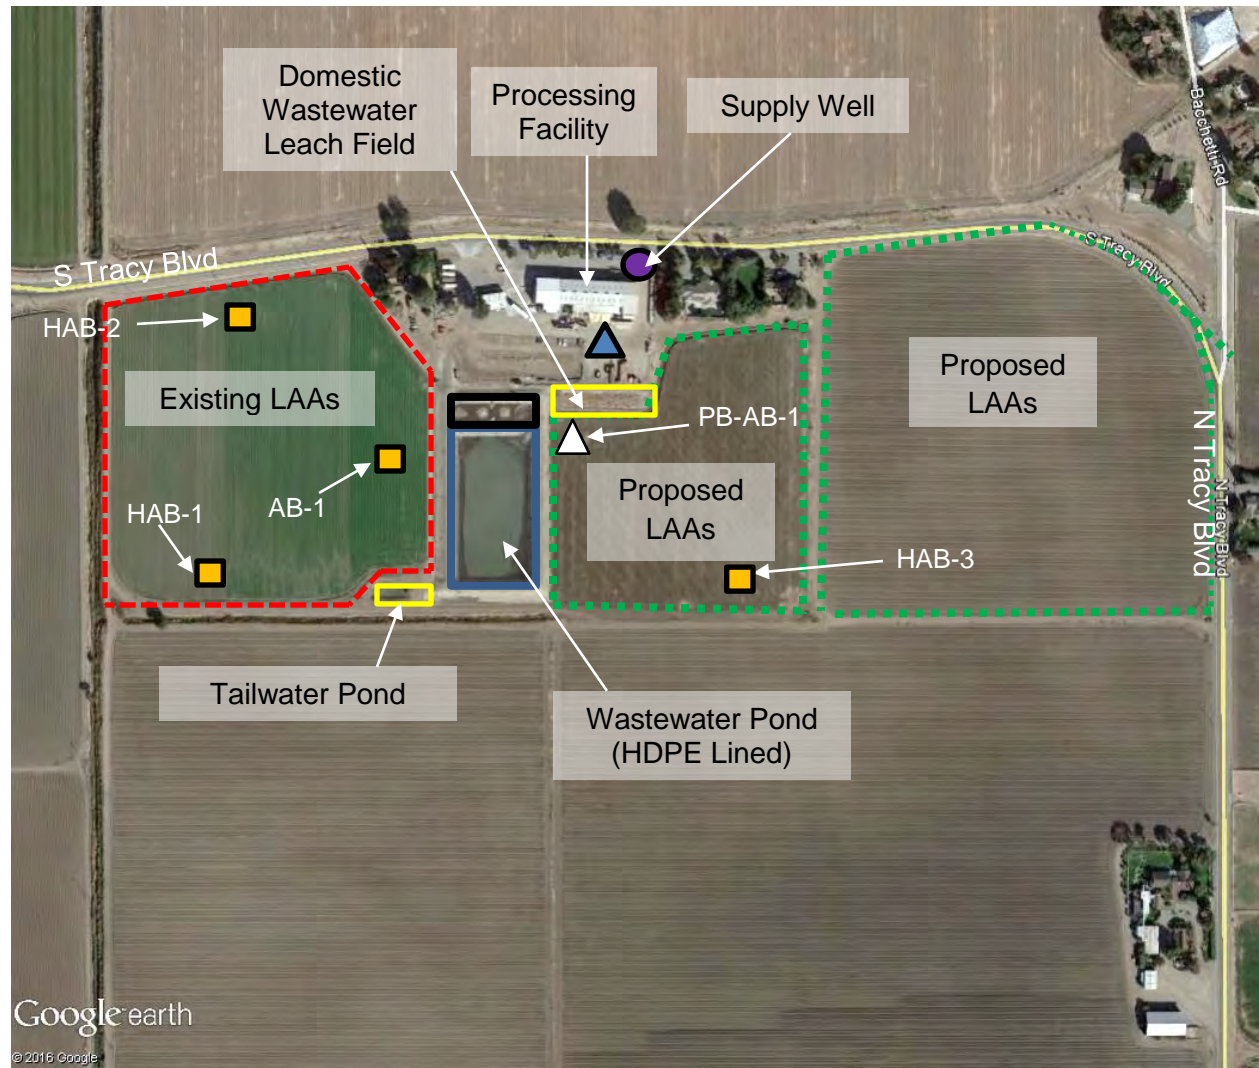 Domestic
Wastewater
Leach Field
Processing
Facility
Supply Well
Bacchetti Rd
S Tracy Blvd
S Tracy Blvd
HAB-2
Existing LAAs
Proposed
LAAs
PB-AB-1
N Tracy Blvd
N Tracy Blvd
Proposed
LAAs
HAB-1
AB-1
HAB-3
Tailwater Pond
Wastewater Pond
(HDPE Lined)
Google earth
© 2016 Google